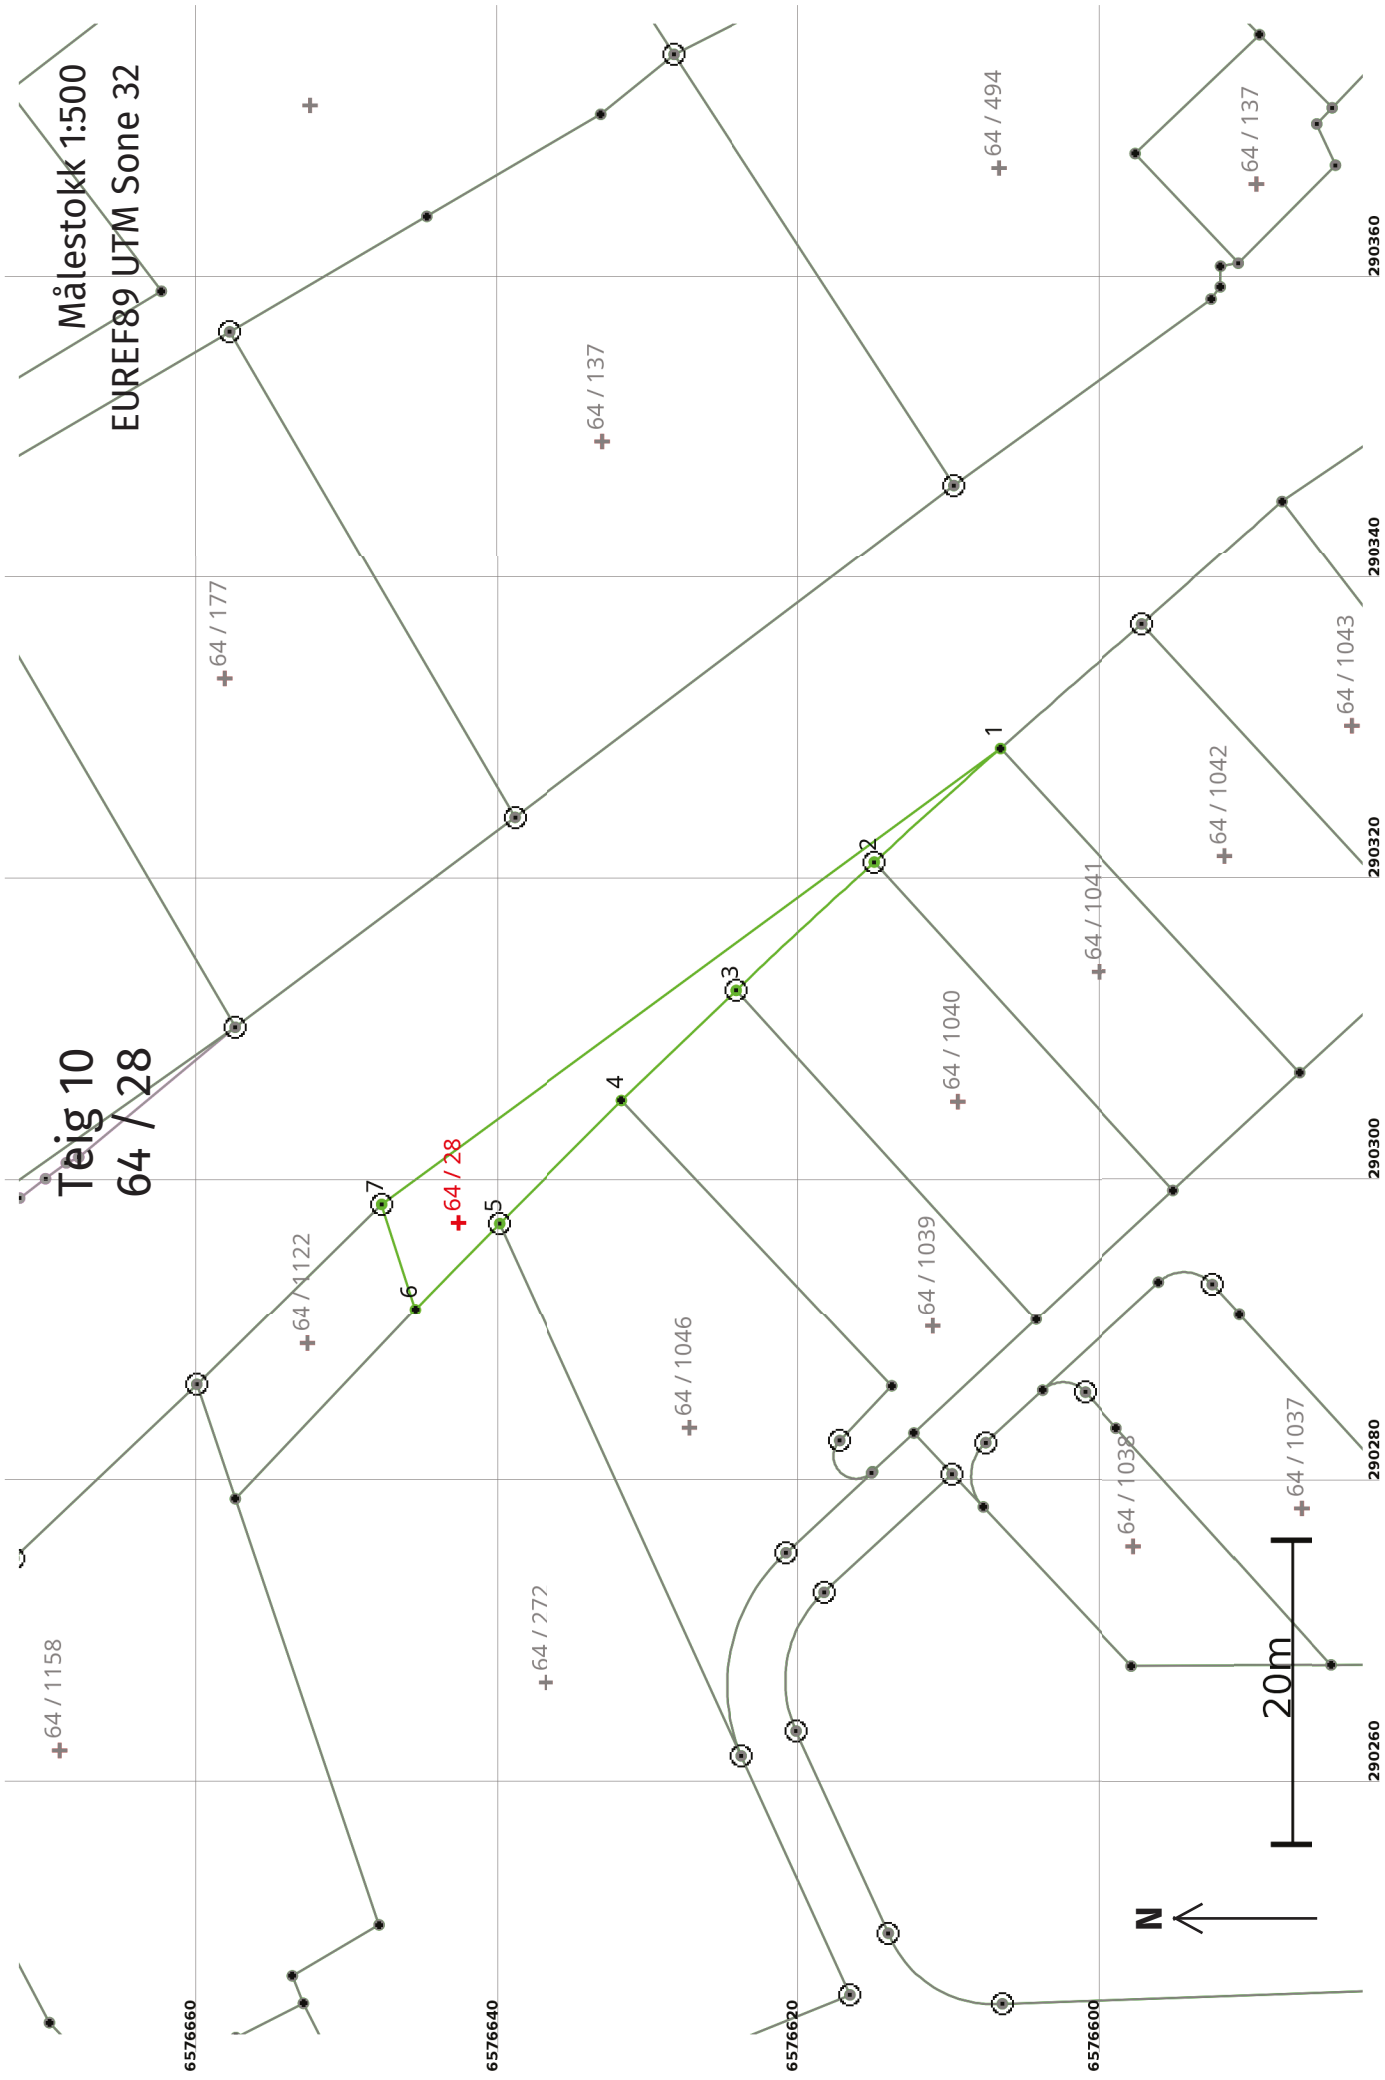 Teig 10
64 / 28
Målestokk 1:500
EUREF89 UTM Sone 32
64 / 1158
64 / 1122
64 / 177
64 / 28
64 / 272
64 / 137
64 / 1046
64 / 1039
64 / 1040
64 / 494
64 / 1041
64 / 1038
64 / 1042
64 / 137
64 / 1037
64 / 1043
7
6
5
4
3
2
1
6576660
6576640
6576620
6576600
290260
290280
290300
290320
290340
290360
N
20m